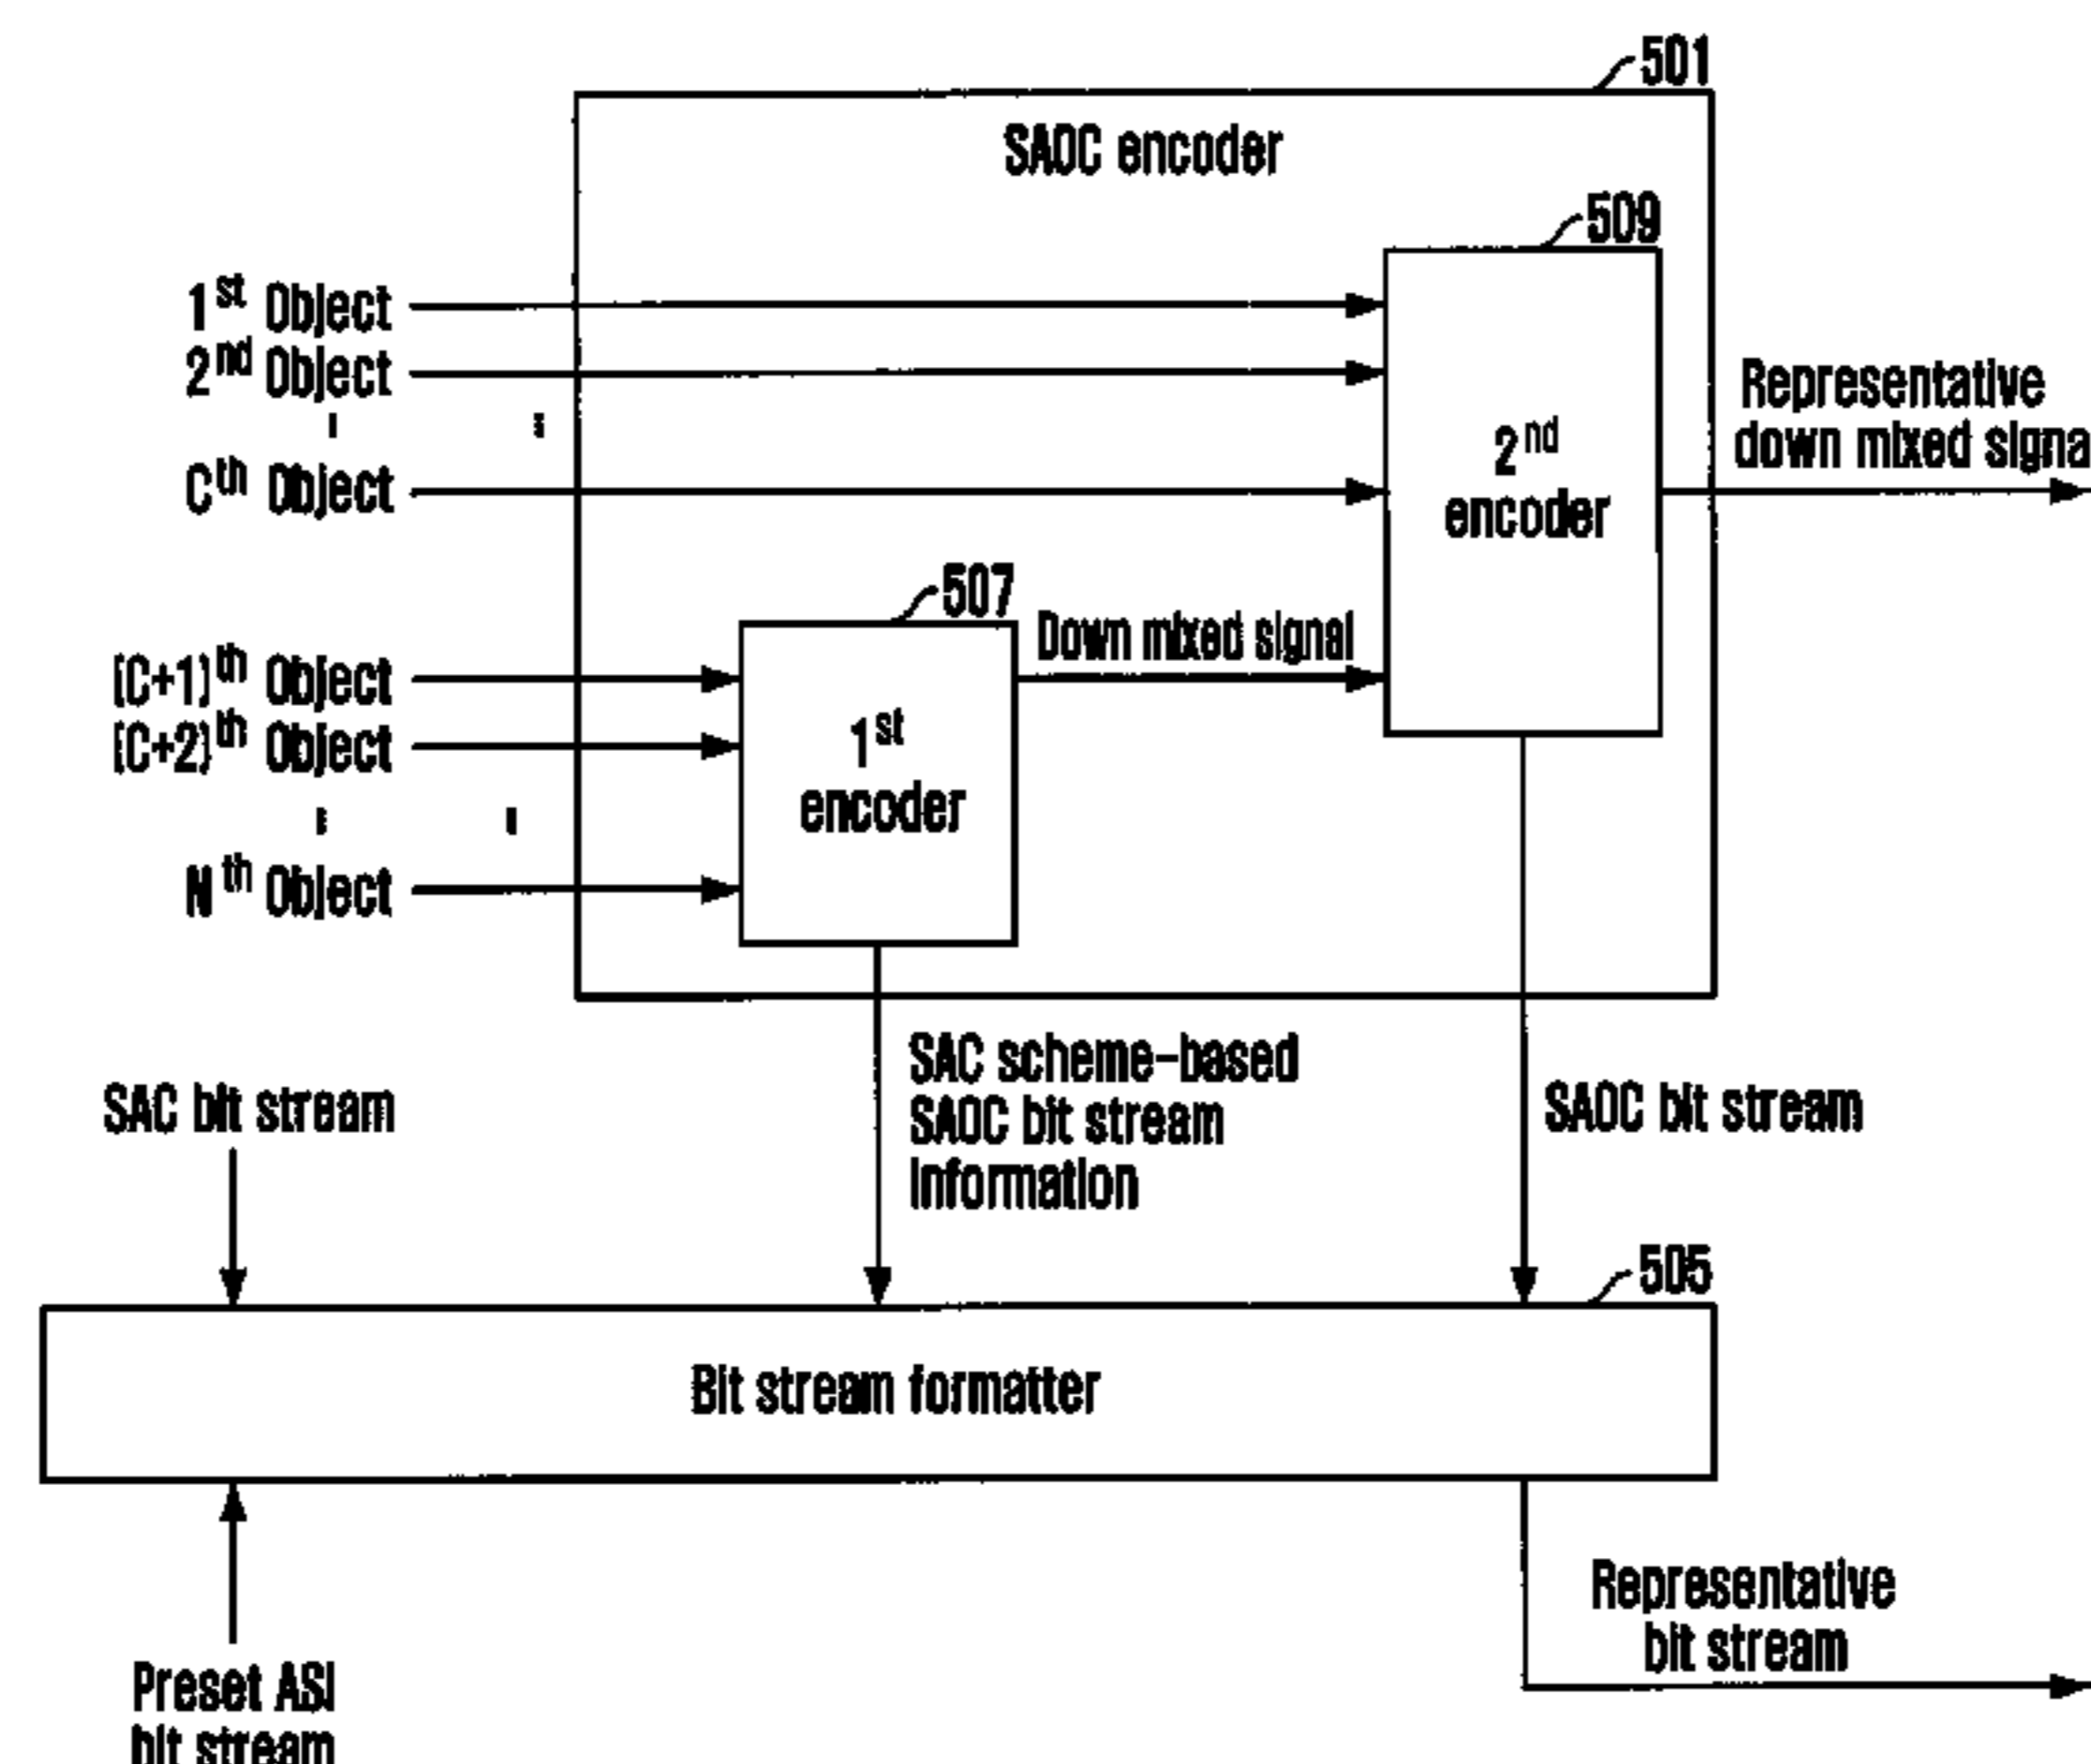 501
SAOC encoder
509
1st Object
2nd Object
Cth Object
2nd
encoder
Representative
down mixed signa
507
Down mixed signal
(C+1)th Object
(C+2)th Object
Nth Object
1st
encoder
SAC bit stream
SAC scheme-based
SAOC bit stream
information
SAOC bit stream
505
Bit stream formatter
Representative
bit stream
Preset ASI
bit stream